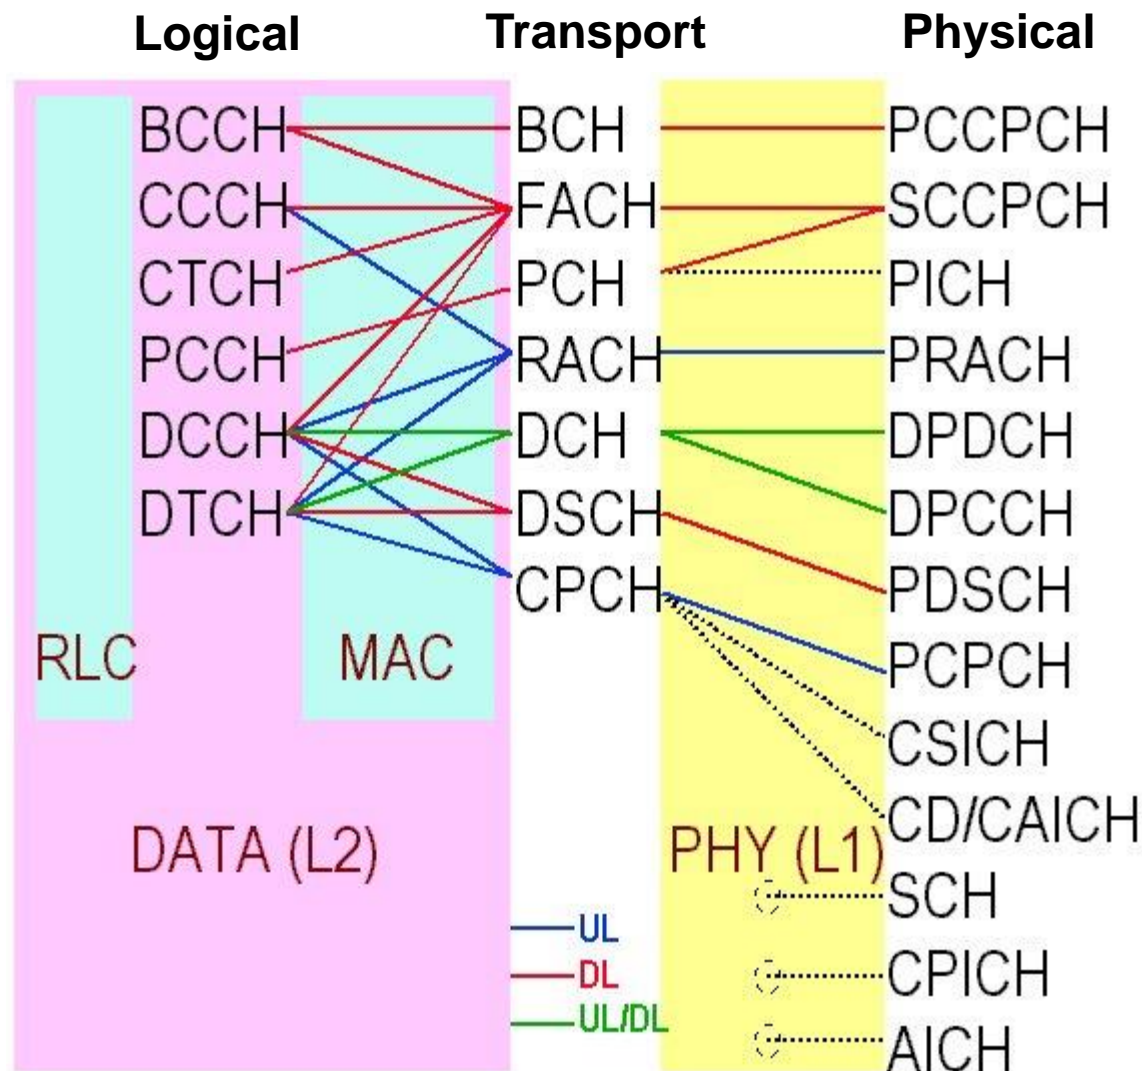 Logical Transport Physical
BCCH BCH PCCPCH
CCCH FACH SCCPCH
CTCH PCH PICH
PCCH RACH PRACH
DCCH DCH DPDCH
DTCH DSCH DPCCH
CPCH PDSCH
RLC MAC PCPCH
CSICH
CD/CAICH
DATA (L2) PHY (L1)
SCH
UL
DL CPICH
UL/DL
AICH